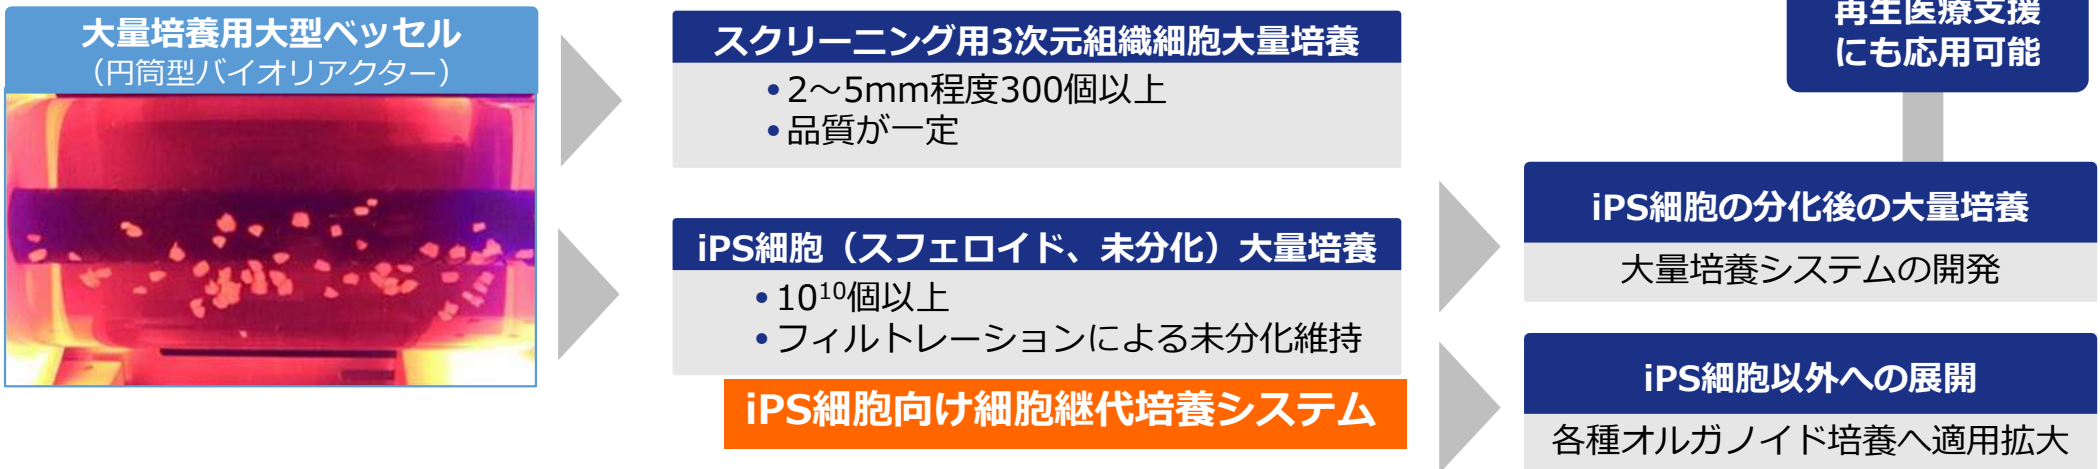 大量培養用大型ベッセル
（円筒型バイオリアクター）
スクリーニング用3次元組織細胞大量培養
•2～5mm程度300個以上
•品質が一定
iPS細胞（スフェロイド、未分化）大量培養
•10¹⁰個以上
•フィルトレーションによる未分化維持
iPS細胞向け細胞継代培養システム
再生医療支援
にも応用可能
iPS細胞の分化後の大量培養
大量培養システムの開発
iPS細胞以外への展開
各種オルガノイド培養へ適用拡大